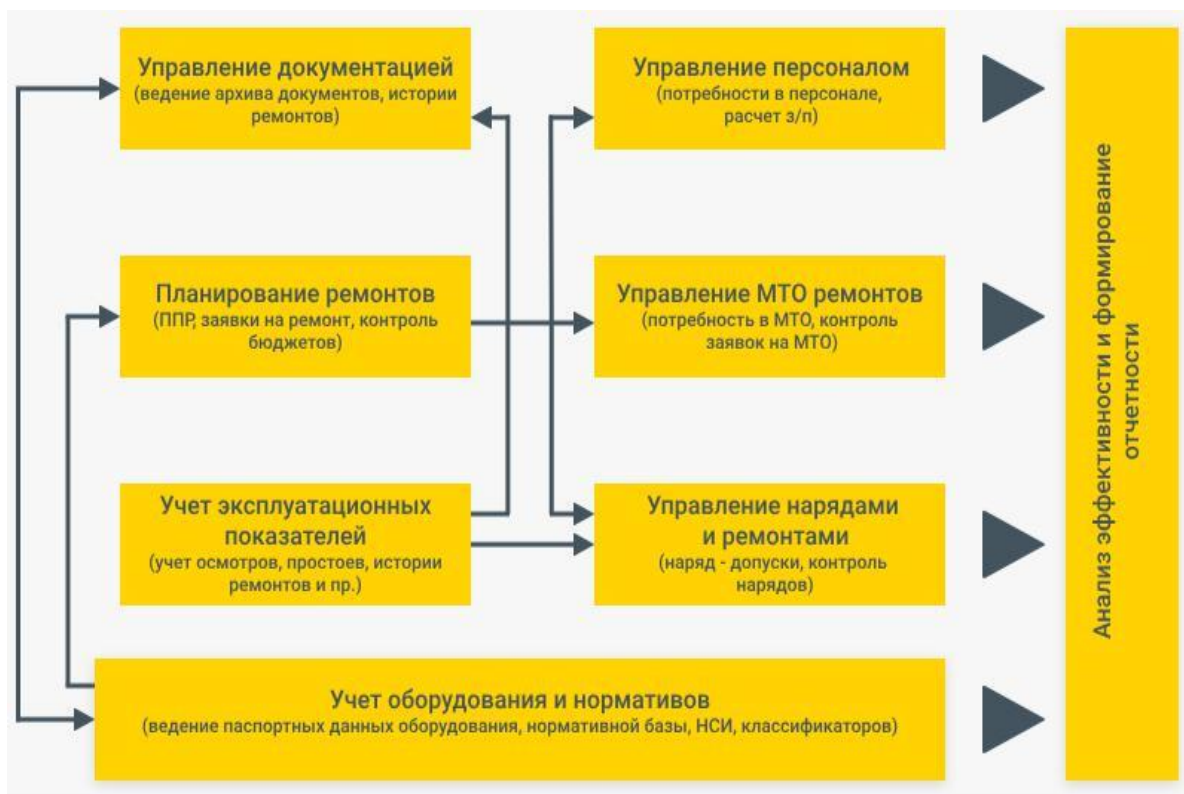 Управление документацией
(ведение архива документов, истории
ремонтов)
Управление персоналом
(потребности в персонале,
расчет з/п)
Планирование ремонтов
(ППР, заявки на ремонт, контроль
бюджетов)
Управление МТО ремонтов
(потребность в МТО, контроль
заявок на МТО)
Учет эксплуатационных
показателей
(учет осмотров, простоев, истории
ремонтов и пр.)
Управление нарядами
и ремонтами
(наряд - допуски, контроль
нарядов)
Учет оборудования и нормативов
(ведение паспортных данных оборудования, нормативной базы, НСИ, классификаторов)
Анализ эффективности и формирование
отчетности